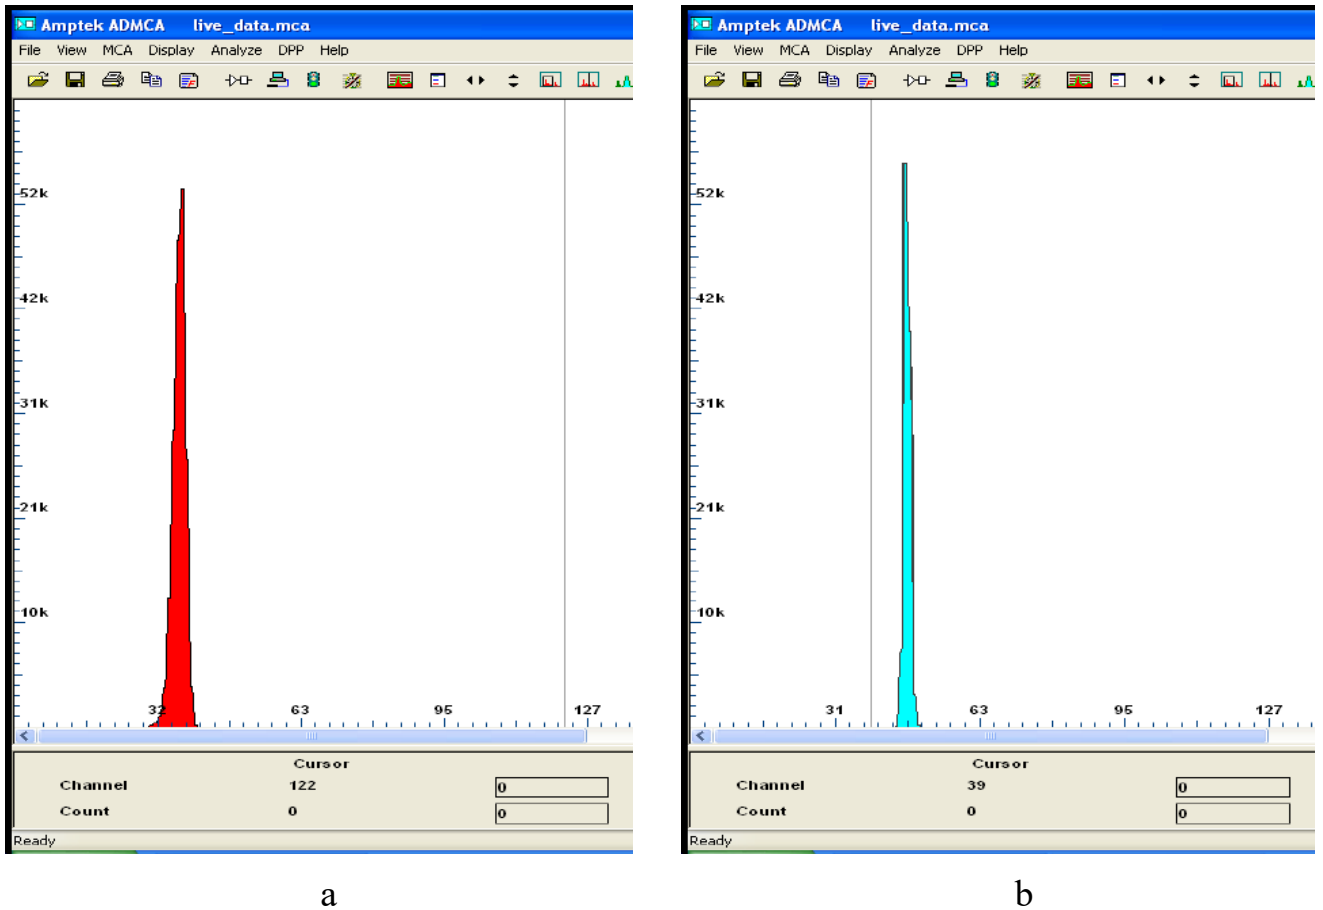 Amptek ADMCA live_data.mca
File View MCA Display Analyze DPP Help
52k
42k
31k
21k
10k
32 63 95 127
Cursor
Channel 122 0
Count 0 0
Ready
a
Amptek ADMCA live_data.mca
File View MCA Display Analyze DPP Help
52k
42k
31k
21k
10k
31 63 95 127
Cursor
Channel 39 0
Count 0 0
Ready
b